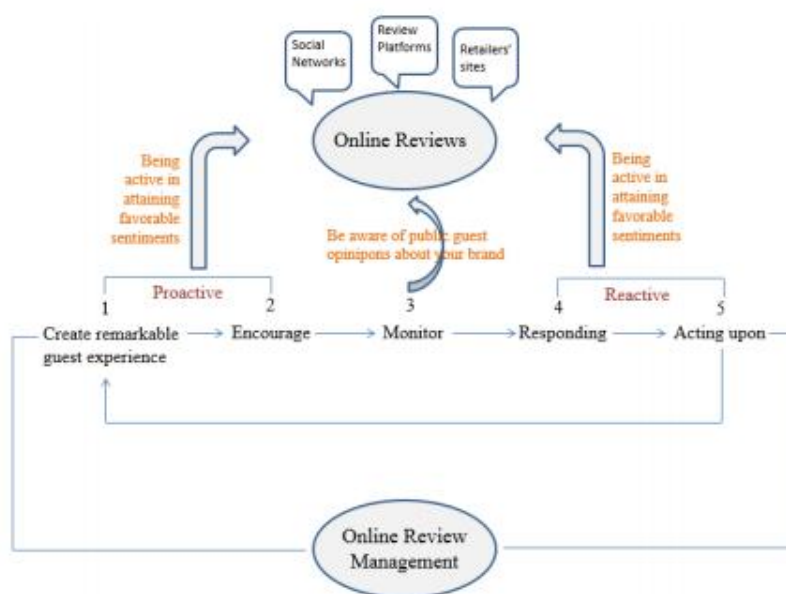 Social
Networks
Review
Platforms
Retailers'
sites
Online Reviews
Being
active in
attaining
favorable
sentiments
Be aware of public guest
opinipons about your brand
Being
active in
attaining
favorable
sentiments
1
Proactive
2
3
4
Reactive
5
Create remarkable
guest experience
Encourage
Monitor
Responding
Acting upon
Online Review
Management